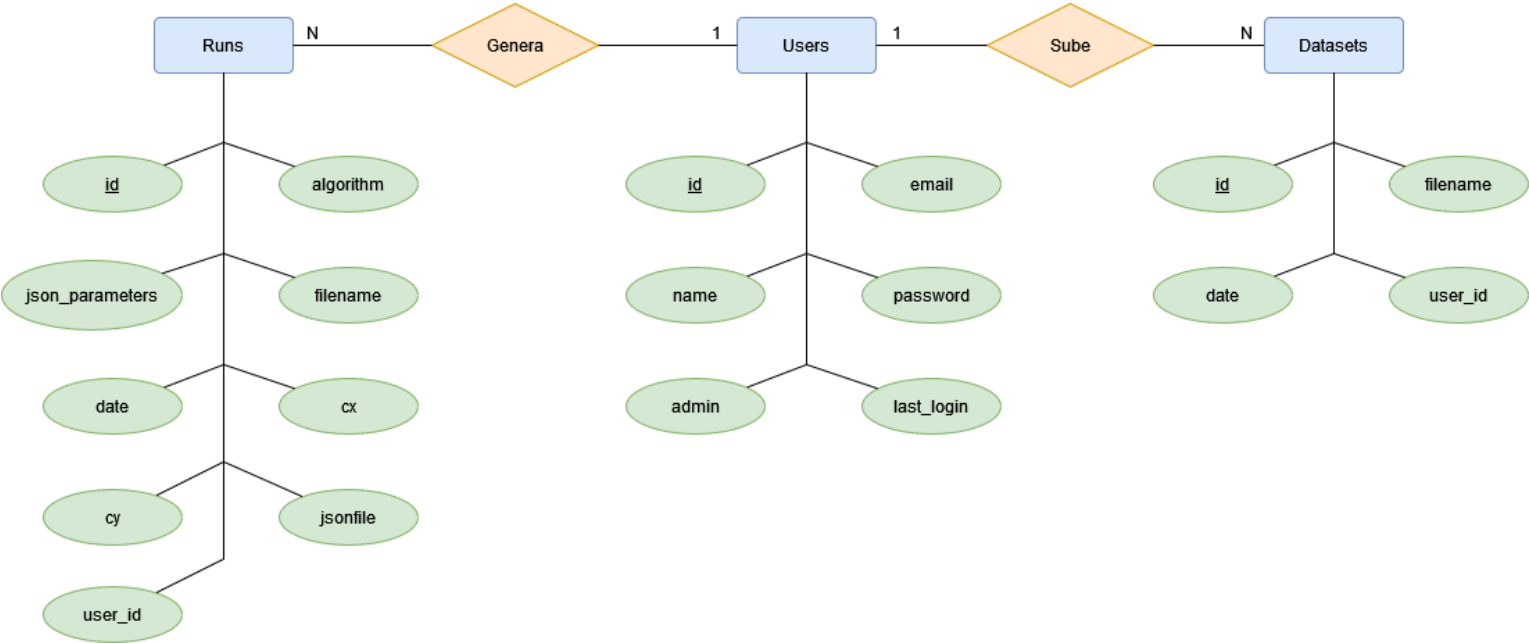 Runs
N
Genera
1
Users
1
Sube
N
Datasets
id
algorithm
json_parameters
filename
date
cx
cy
jsonfile
user_id
id
email
name
password
admin
last_login
id
filename
date
user_id